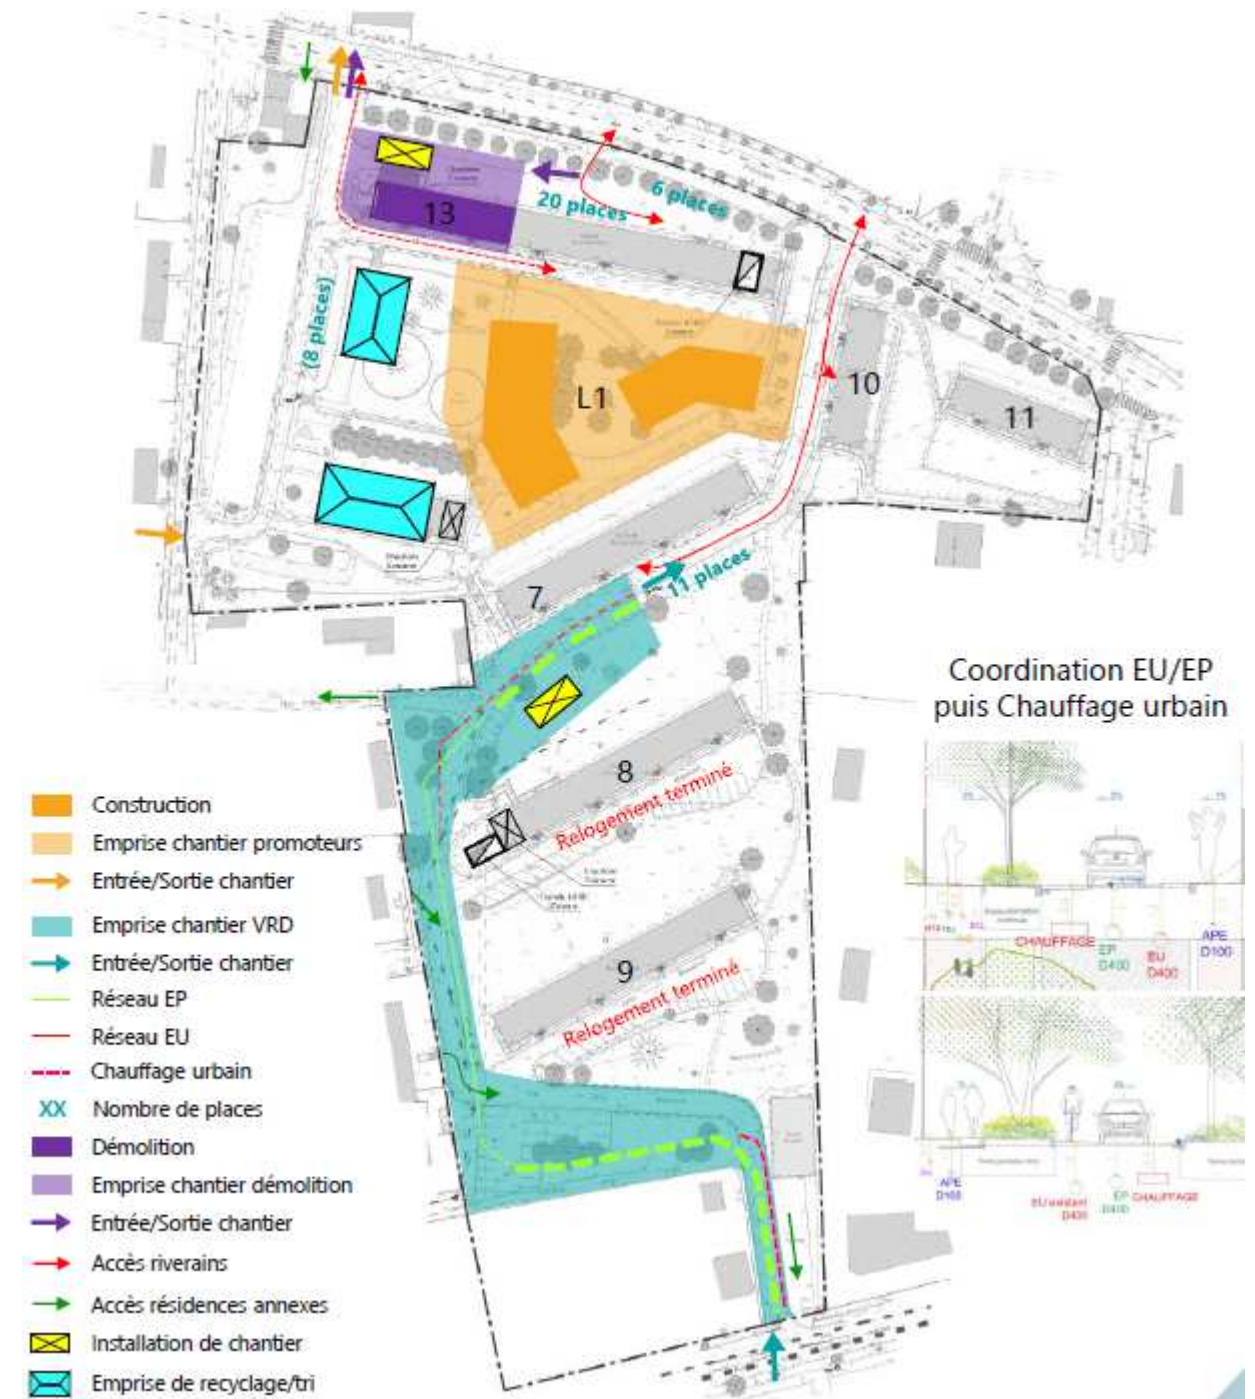 13
20 places
6 places
(8 places)
L1
10
11
7
11 places
8
Relogement terminé
9
Relogement terminé
Coordination EU/EP
puis Chauffage urbain
CHAUFFAGE
EP
D400
EU
D400
APE
D100
APE
EU existant
EP
D400
CHAUFFAGE
Construction
Emprise chantier promoteurs
Entrée/Sortie chantier
Emprise chantier VRD
Entrée/Sortie chantier
Réseau EP
Réseau EU
Chauffage urbain
XX Nombre de places
Démolition
Emprise chantier démolition
Entrée/Sortie chantier
Accès riverains
Accès résidences annexes
Installation de chantier
Emprise de recyclage/tri